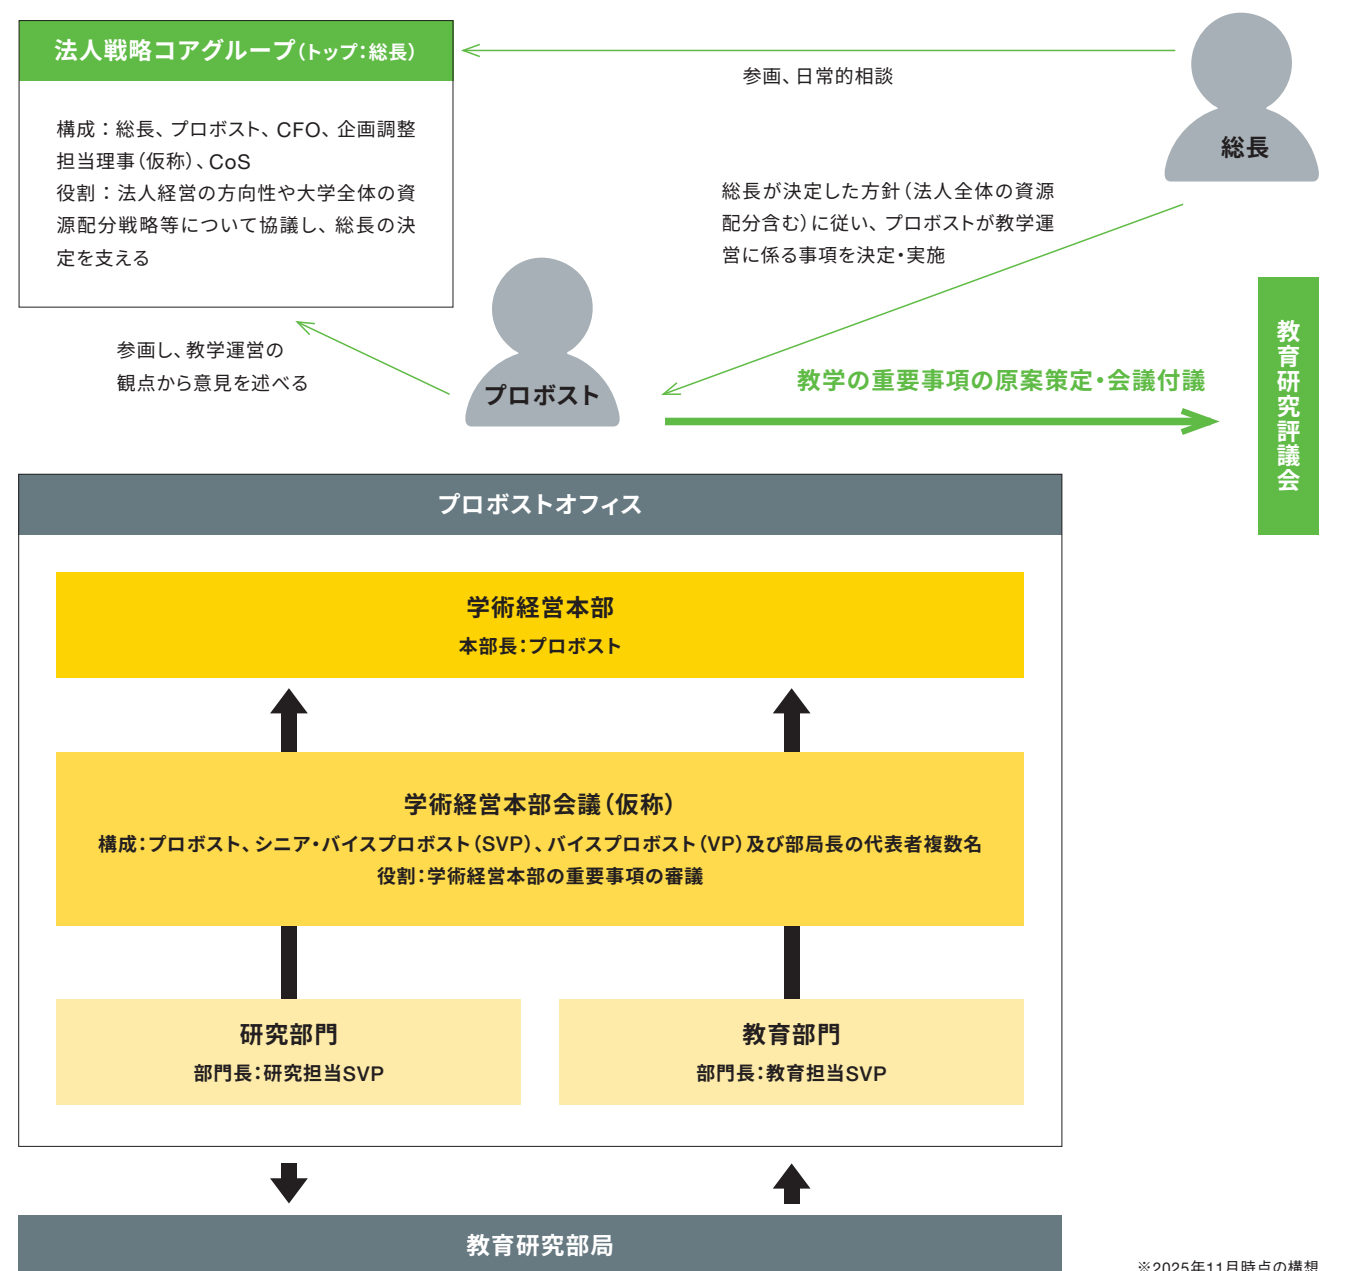 法人戦略コアグループ(トップ:総長)
構成：総長、プロボスト、CFO、企画調整
担当理事(仮称)、CoS
役割：法人経営の方向性や大学全体の資
源配分戦略等について協議し、総長の決
定を支える
参画、日常的相談
総長
総長が決定した方針(法人全体の資源
配分含む)に従い、プロボストが教学運
営に係る事項を決定・実施
参画し、教学運営の
観点から意見を述べる
プロボスト
教学の重要事項の原案策定・会議付議
教育研究評議会
プロボストオフィス
学術経営本部
本部長:プロボスト
学術経営本部会議(仮称)
構成:プロボスト、シニア・バイスプロボスト(SVP)、バイスプロボスト(VP)及び部局長の代表者複数名
役割:学術経営本部の重要事項の審議
研究部門
部門長:研究担当SVP
教育部門
部門長:教育担当SVP
教育研究部局
※2025年11月時点の構想